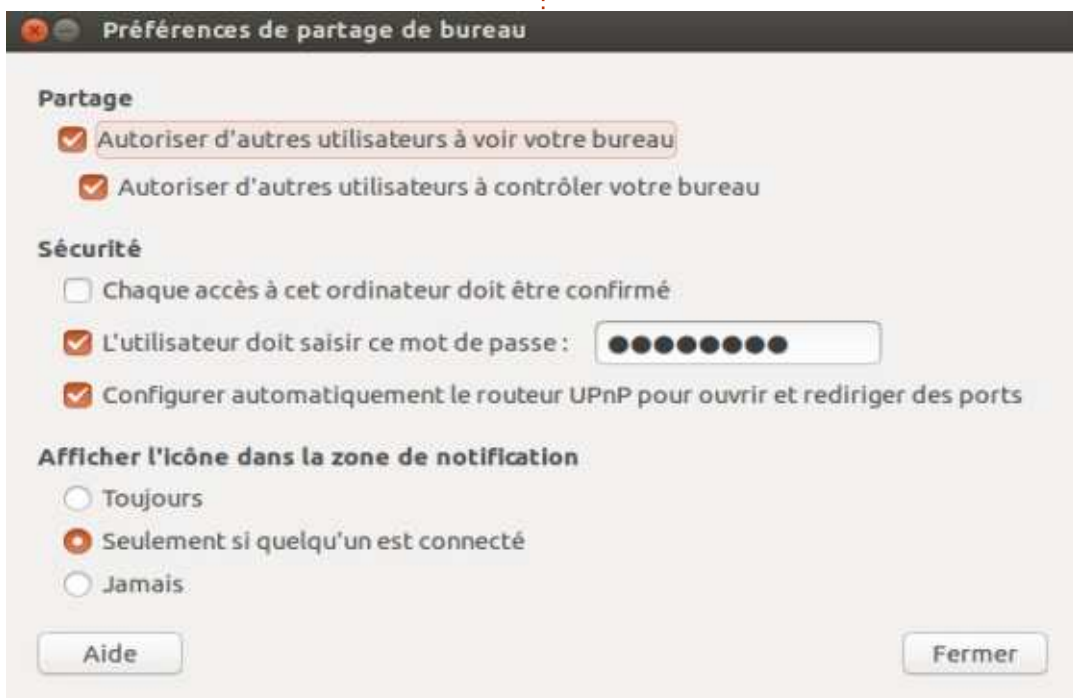 Préférences de partage de bureau
Partage
Autoriser d'autres utilisateurs à voir votre bureau
Autoriser d'autres utilisateurs à contrôler votre bureau
Sécurité
Chaque accès à cet ordinateur doit être confirmé
L'utilisateur doit saisir ce mot de passe : ●●●●●●●●
Configurer automatiquement le routeur UPnP pour ouvrir et rediriger des ports
Afficher l'icône dans la zone de notification
Toujours
Seulement si quelqu'un est connecté
Jamais
Aide Fermer